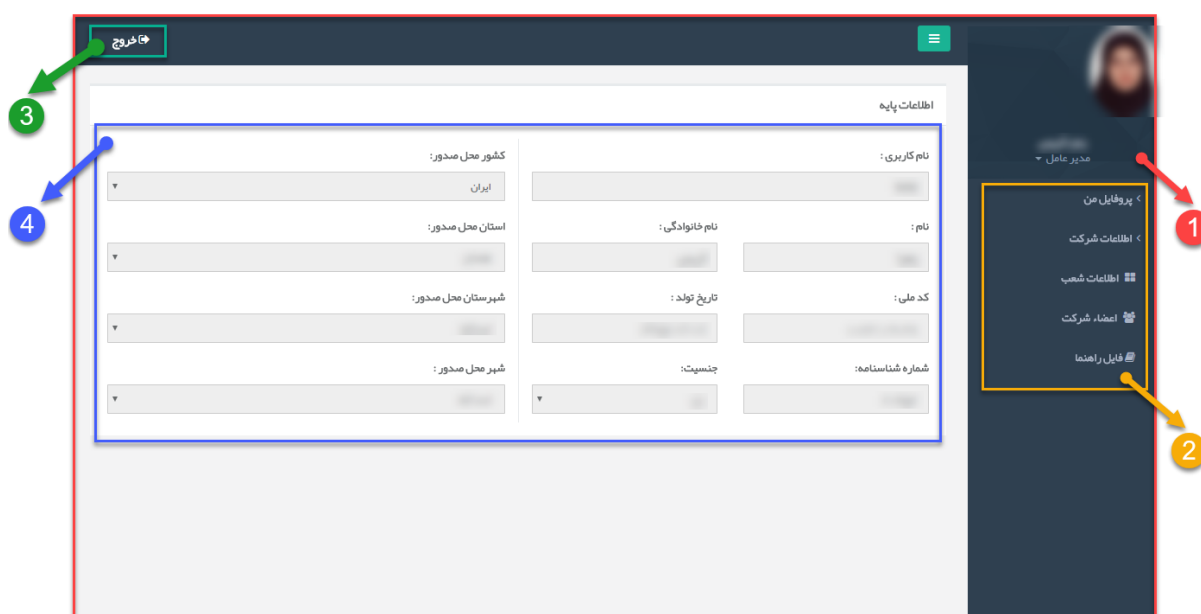 خروج
اطلاعات پایه
نام کاربری :
نام :
نام خانوادگی :
کد ملی :
تاریخ تولد :
شماره شناسنامه:
جنسیت:
کشور محل صدور:
ایران
استان محل صدور:
شهرستان محل صدور:
شهر محل صدور :
مدیر عامل
پروفایل من
اطلاعات شرکت
اطلاعات شعب
اعضاء شرکت
فایل راهنما
1
2
3
4